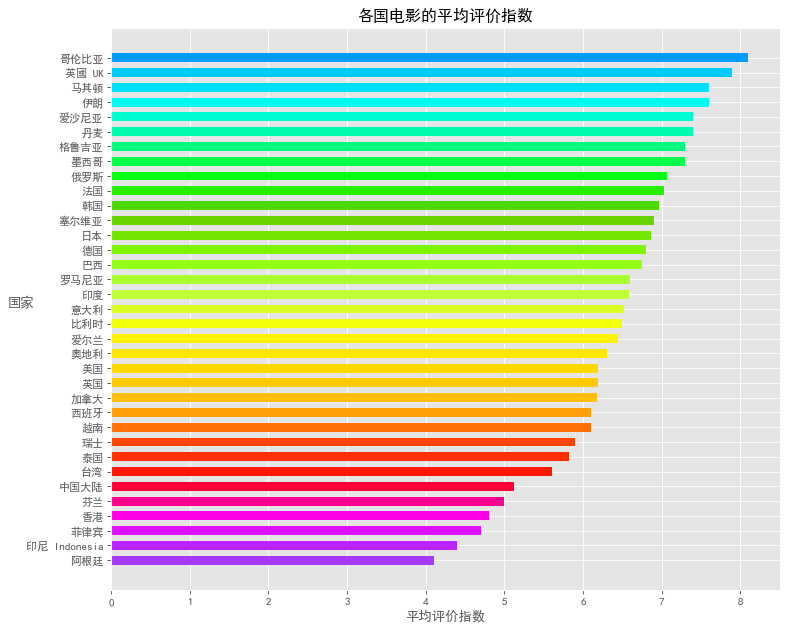 各国电影的平均评价指数
哥伦比亚
英國 UK
马其顿
伊朗
爱沙尼亚
丹麦
格鲁吉亚
墨西哥
俄罗斯
法国
韩国
塞尔维亚
日本
德国
巴西
罗马尼亚
印度
意大利
比利时
爱尔兰
奥地利
美国
英国
加拿大
西班牙
越南
瑞士
泰国
台湾
中国大陆
芬兰
香港
菲律宾
印尼 Indonesia
阿根廷
国家
0 1 2 3 4 5 6 7 8
平均评价指数